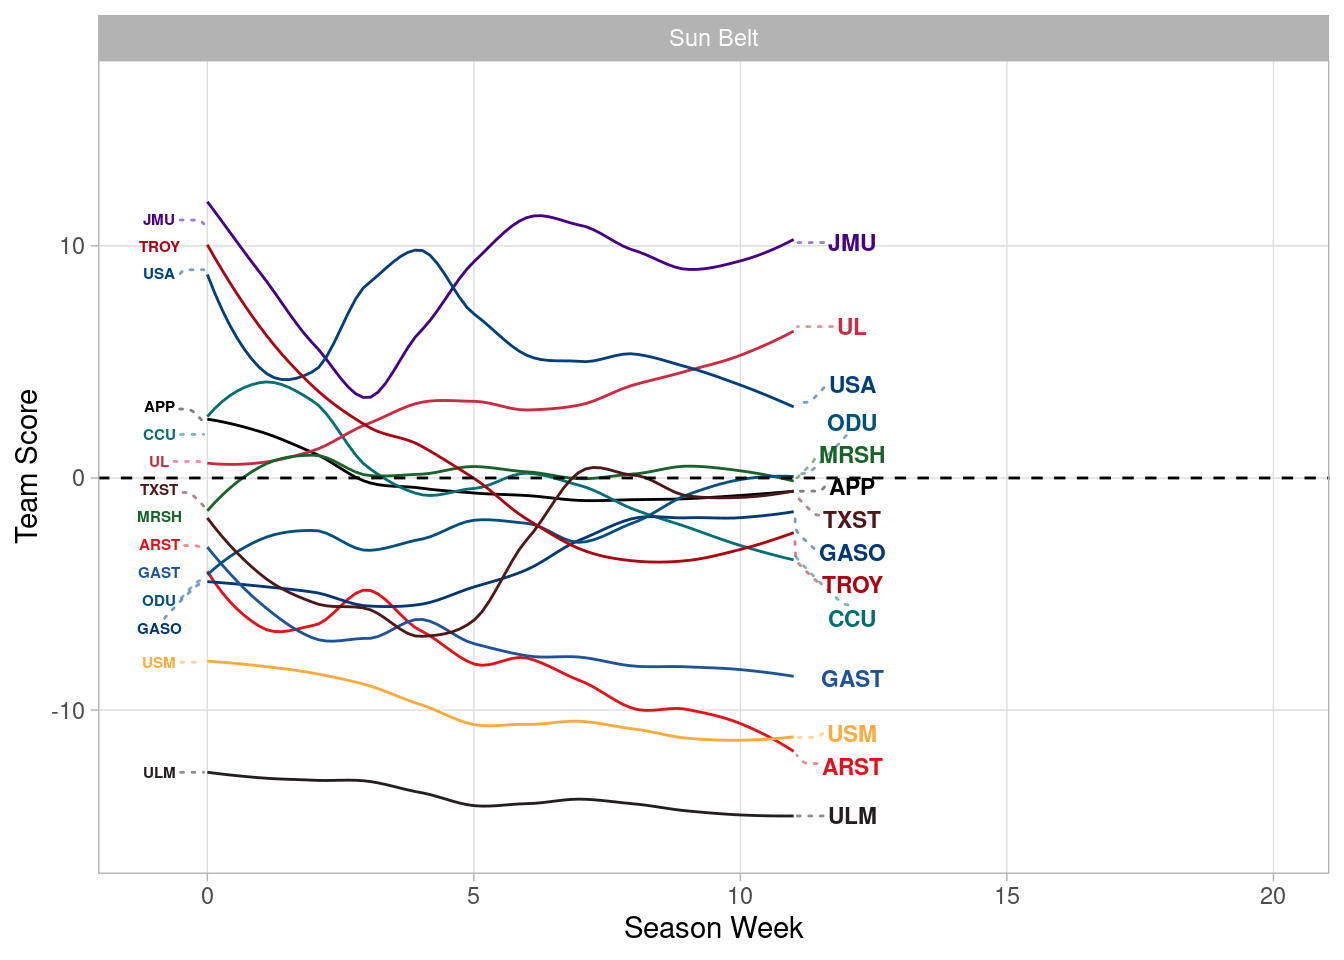 Sun Belt
Team Score
10
0
-10
JMU
TROY
USA
APP
CCU
UL
TXST
MRSH
ARST
GAST
ODU
GASO
USM
ULM
JMU
UL
USA
ODU
MRSH
APP
TXST
GASO
TROY
CCU
GAST
USM
ARST
ULM
0 5 10 15 20
Season Week